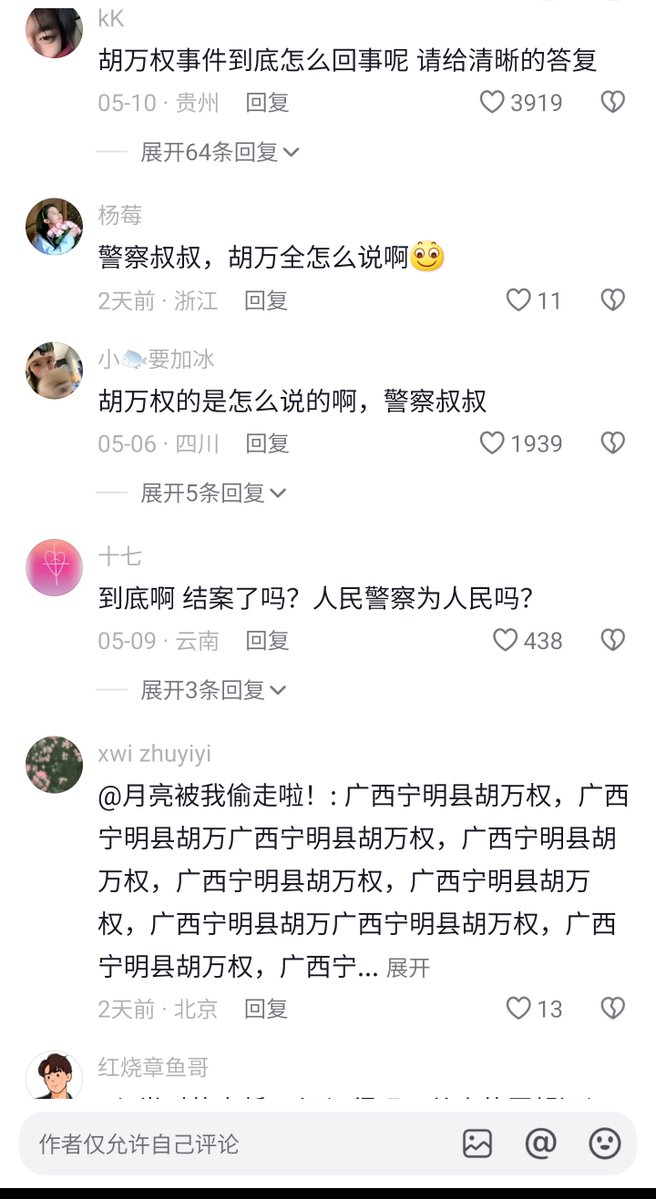 kK
胡万权事件到底怎么回事呢 请给清晰的答复
05-10 · 贵州 回复 3919
展开64条回复
杨莓
警察叔叔，胡万全怎么说啊
2天前 · 浙江 回复 11
小🐟要加冰
胡万权的是怎么说的啊，警察叔叔
05-06 · 四川 回复 1939
展开5条回复
十七
到底啊 结案了吗？人民警察为人民吗？
05-09 · 云南 回复 438
展开3条回复
xwi zhuyiyi
@月亮被我偷走啦！: 广西宁明县胡万权，广西
宁明县胡万广西宁明县胡万权，广西宁明县胡
万权，广西宁明县胡万权，广西宁明县胡万
权，广西宁明县胡万广西宁明县胡万权，广西
宁明县胡万权，广西宁... 展开
2天前 · 北京 回复 13
红烧章鱼哥
作者仅允许自己评论